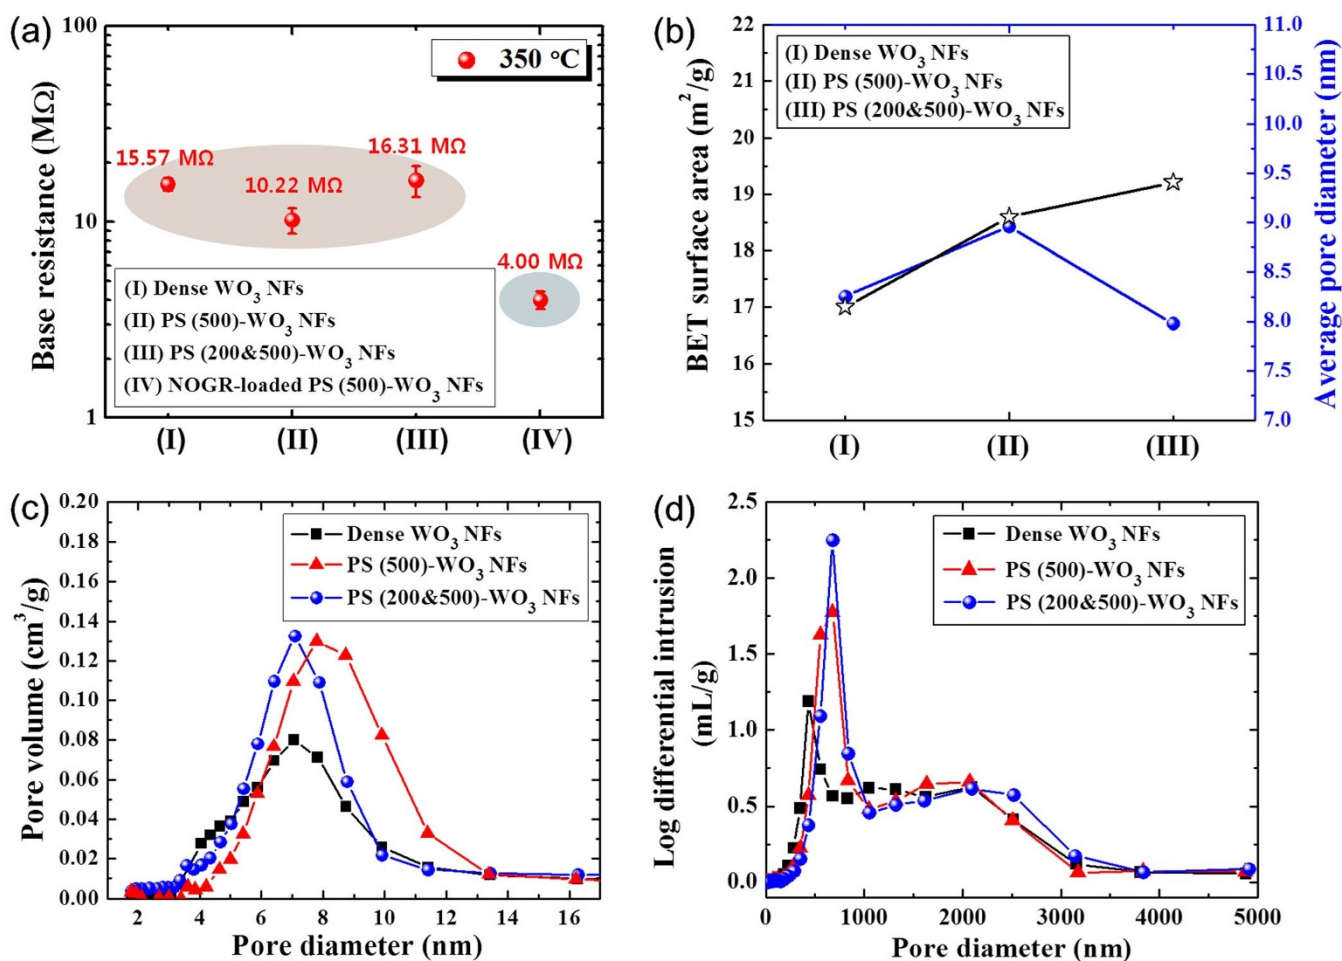 (a)
100
10
1
Base resistance (MΩ)
350 °C
15.57 MΩ
10.22 MΩ
16.31 MΩ
4.00 MΩ
(I) Dense WO₃ NFs
(II) PS (500)-WO₃ NFs
(III) PS (200&500)-WO₃ NFs
(IV) NOGR-loaded PS (500)-WO₃ NFs
(I) (II) (III) (IV)
(b)
22
21
20
19
18
17
16
15
BET surface area (m²/g)
(I) Dense WO₃ NFs
(II) PS (500)-WO₃ NFs
(III) PS (200&500)-WO₃ NFs
11.0
10.5
10.0
9.5
9.0
8.5
8.0
7.5
7.0
Average pore diameter (nm)
(I) (II) (III)
(c)
0.20
0.18
0.16
0.14
0.12
0.10
0.08
0.06
0.04
0.02
0.00
Pore volume (cm³/g)
Dense WO₃ NFs
PS (500)-WO₃ NFs
PS (200&500)-WO₃ NFs
2 4 6 8 10 12 14 16
Pore diameter (nm)
(d)
2.5
2.0
1.5
1.0
0.5
0.0
Log differential intrusion
(mL/g)
Dense WO₃ NFs
PS (500)-WO₃ NFs
PS (200&500)-WO₃ NFs
0 1000 2000 3000 4000 5000
Pore diameter (nm)